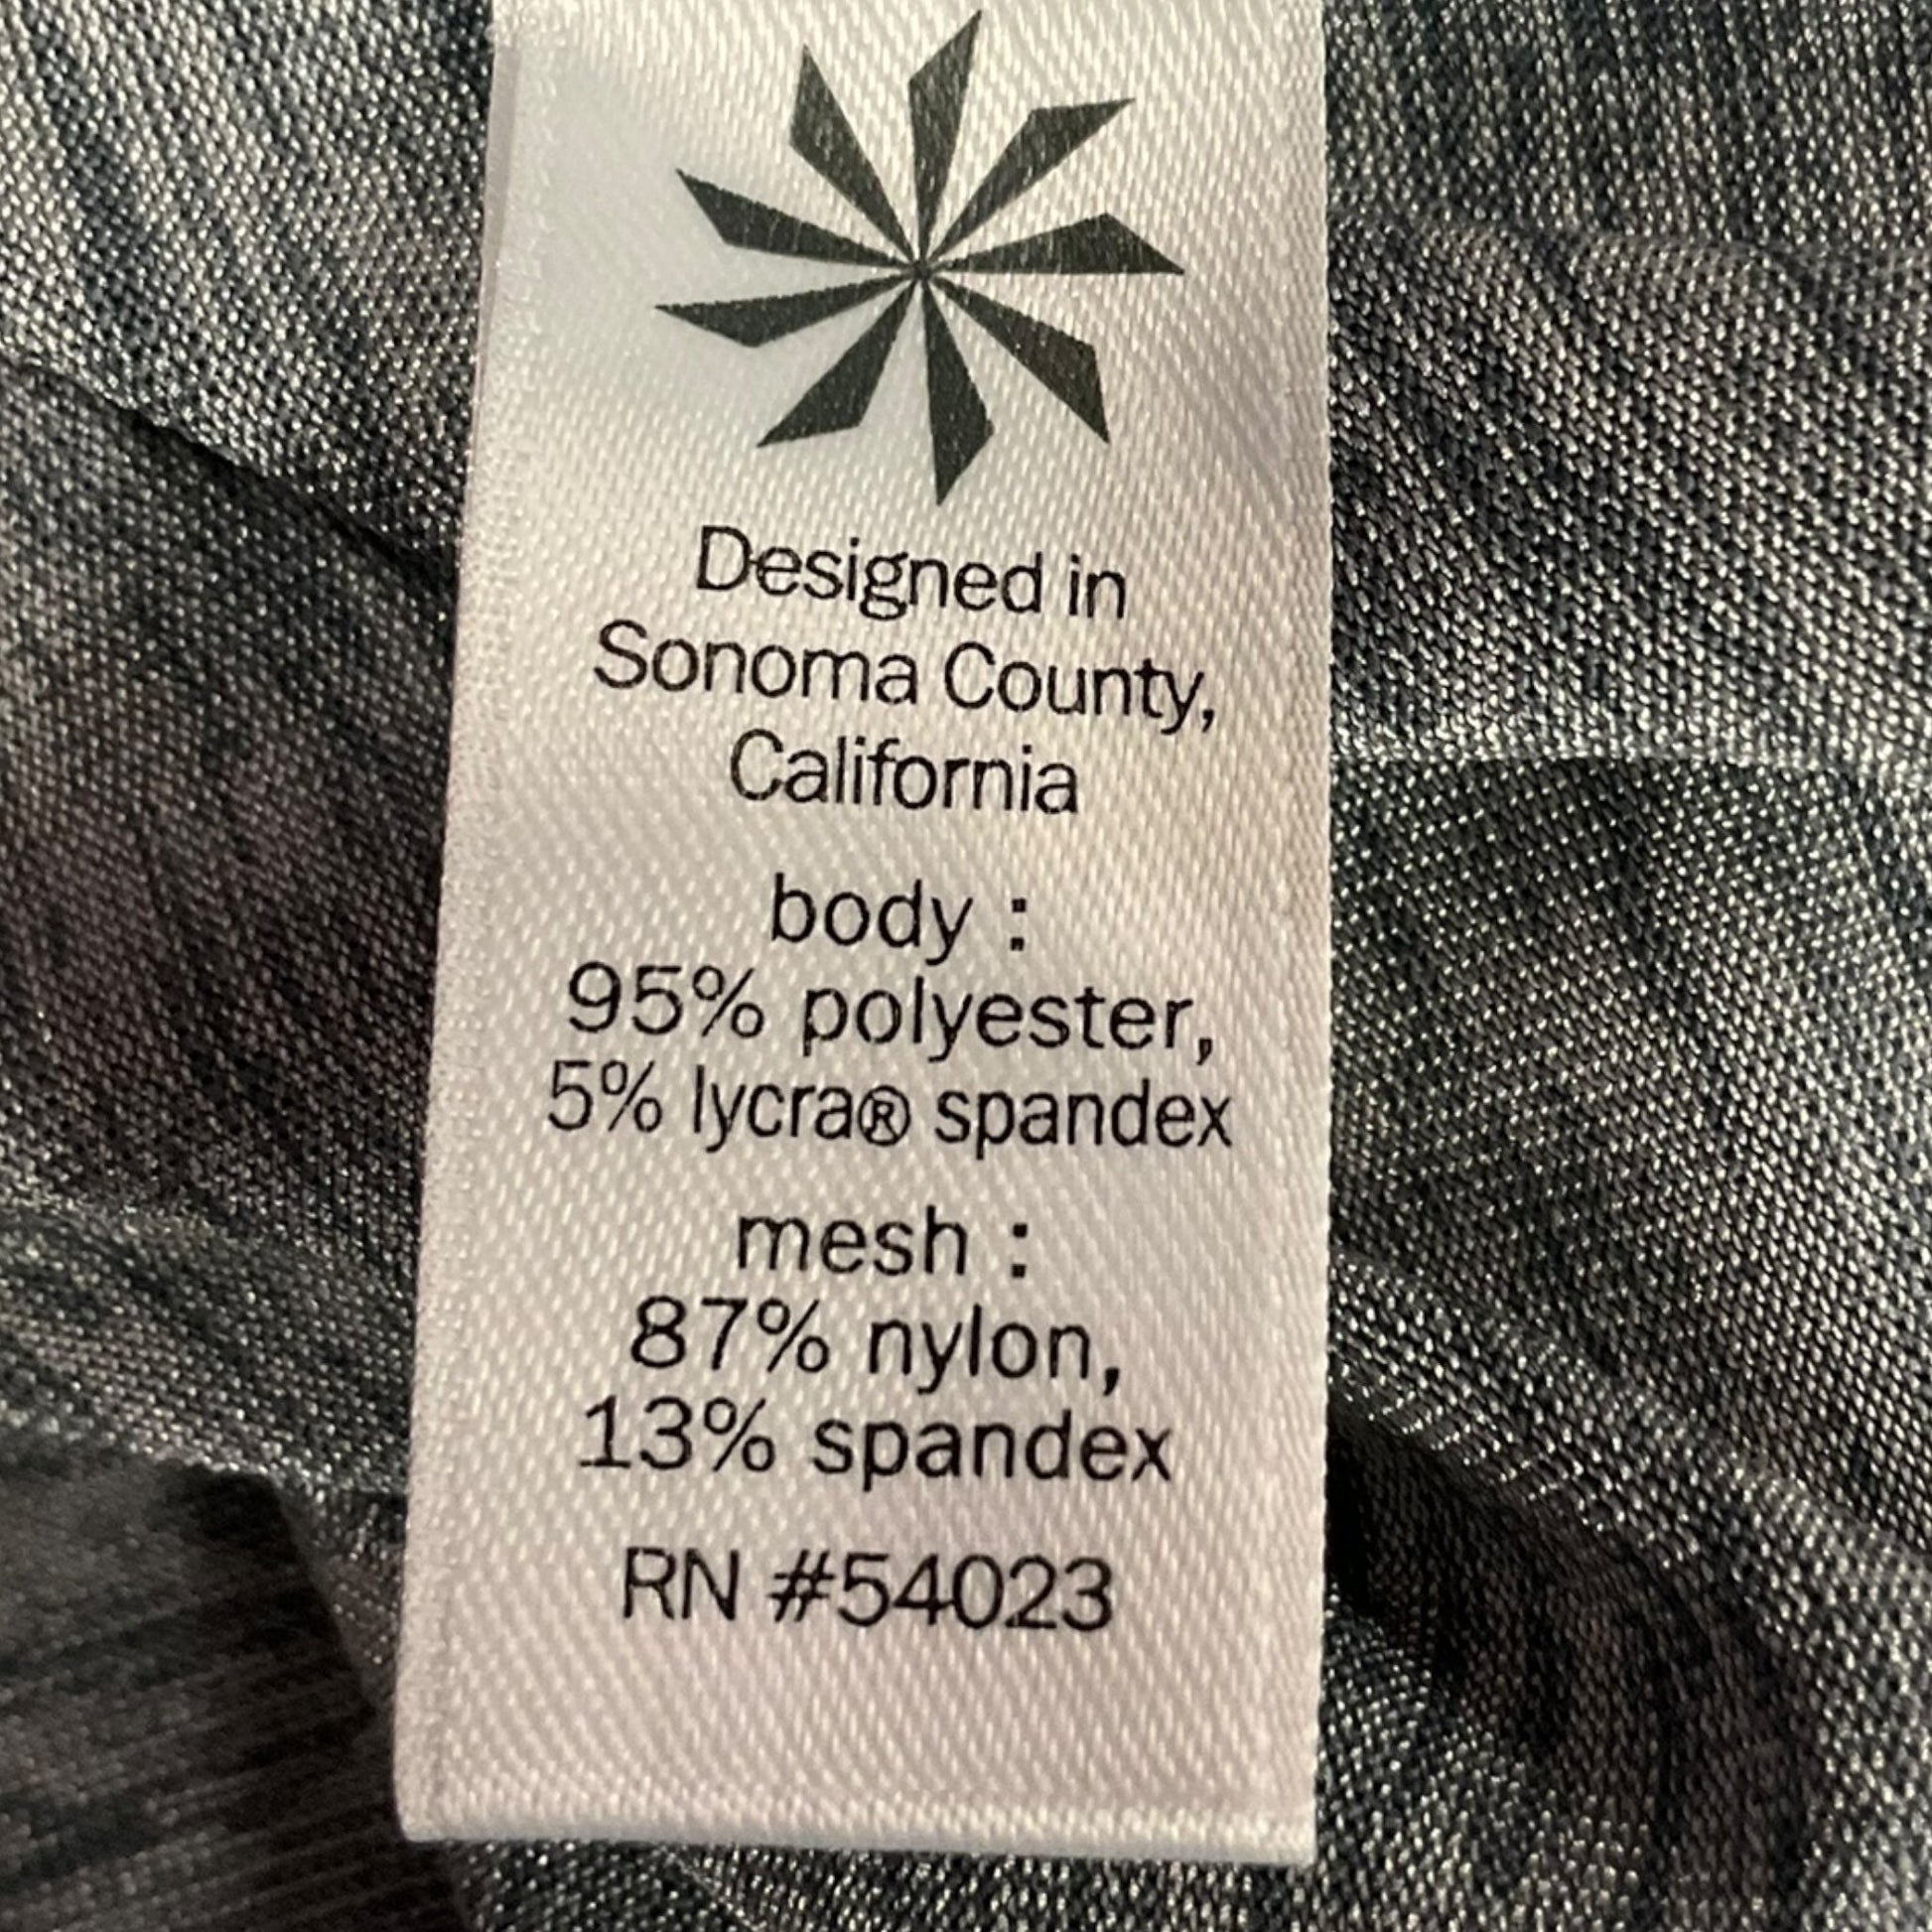 Designed in
Sonoma County,
California
body :
95% polyester,
5% lycra® spandex
mesh :
87% nylon,
13% spandex
RN #54023